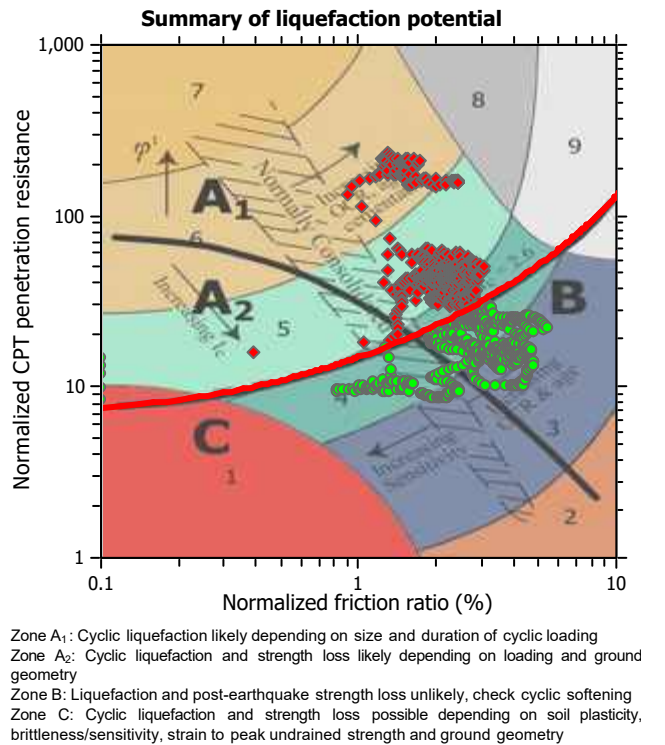 Summary of liquefaction potential
1,000
7
8
9
φ'
A1
Normally Consolidated
100
6
A2
B
Increasing Ic
5
Normalized CPT penetration resistance
10
C
1
Increasing
Sensitivity
OCR & age
3
2
1
0.1
1
10
Normalized friction ratio (%)
Zone A1: Cyclic liquefaction likely depending on size and duration of cyclic loading
Zone A2: Cyclic liquefaction and strength loss likely depending on loading and ground
geometry
Zone B: Liquefaction and post-earthquake strength loss unlikely, check cyclic softening
Zone C: Cyclic liquefaction and strength loss possible depending on soil plasticity,
brittleness/sensitivity, strain to peak undrained strength and ground geometry